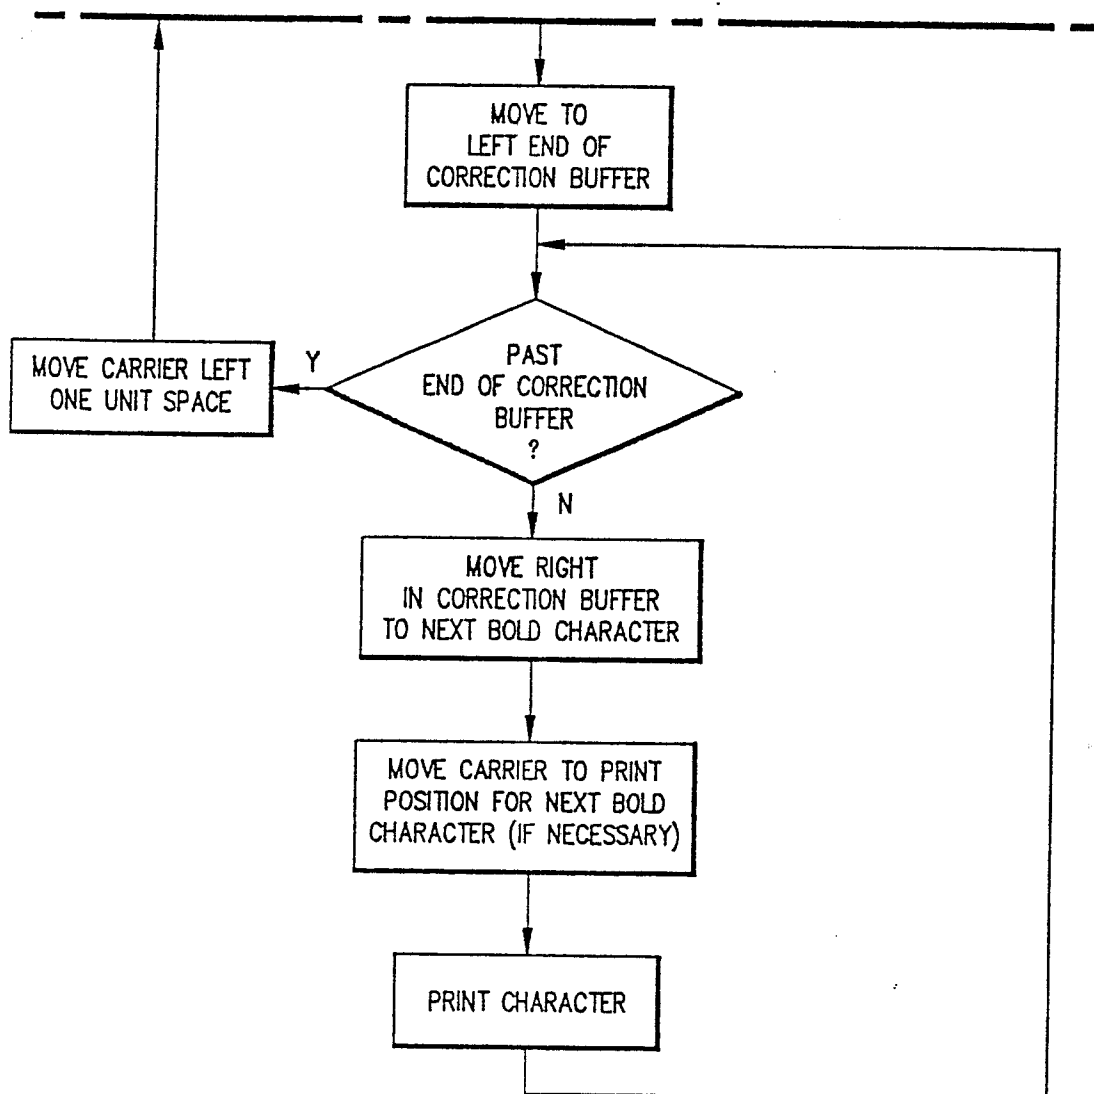 MOVE TO
LEFT END OF
CORRECTION BUFFER
MOVE CARRIER LEFT
ONE UNIT SPACE
Y
PAST
END OF CORRECTION
BUFFER
?
N
MOVE RIGHT
IN CORRECTION BUFFER
TO NEXT BOLD CHARACTER
MOVE CARRIER TO PRINT
POSITION FOR NEXT BOLD
CHARACTER (IF NECESSARY)
PRINT CHARACTER